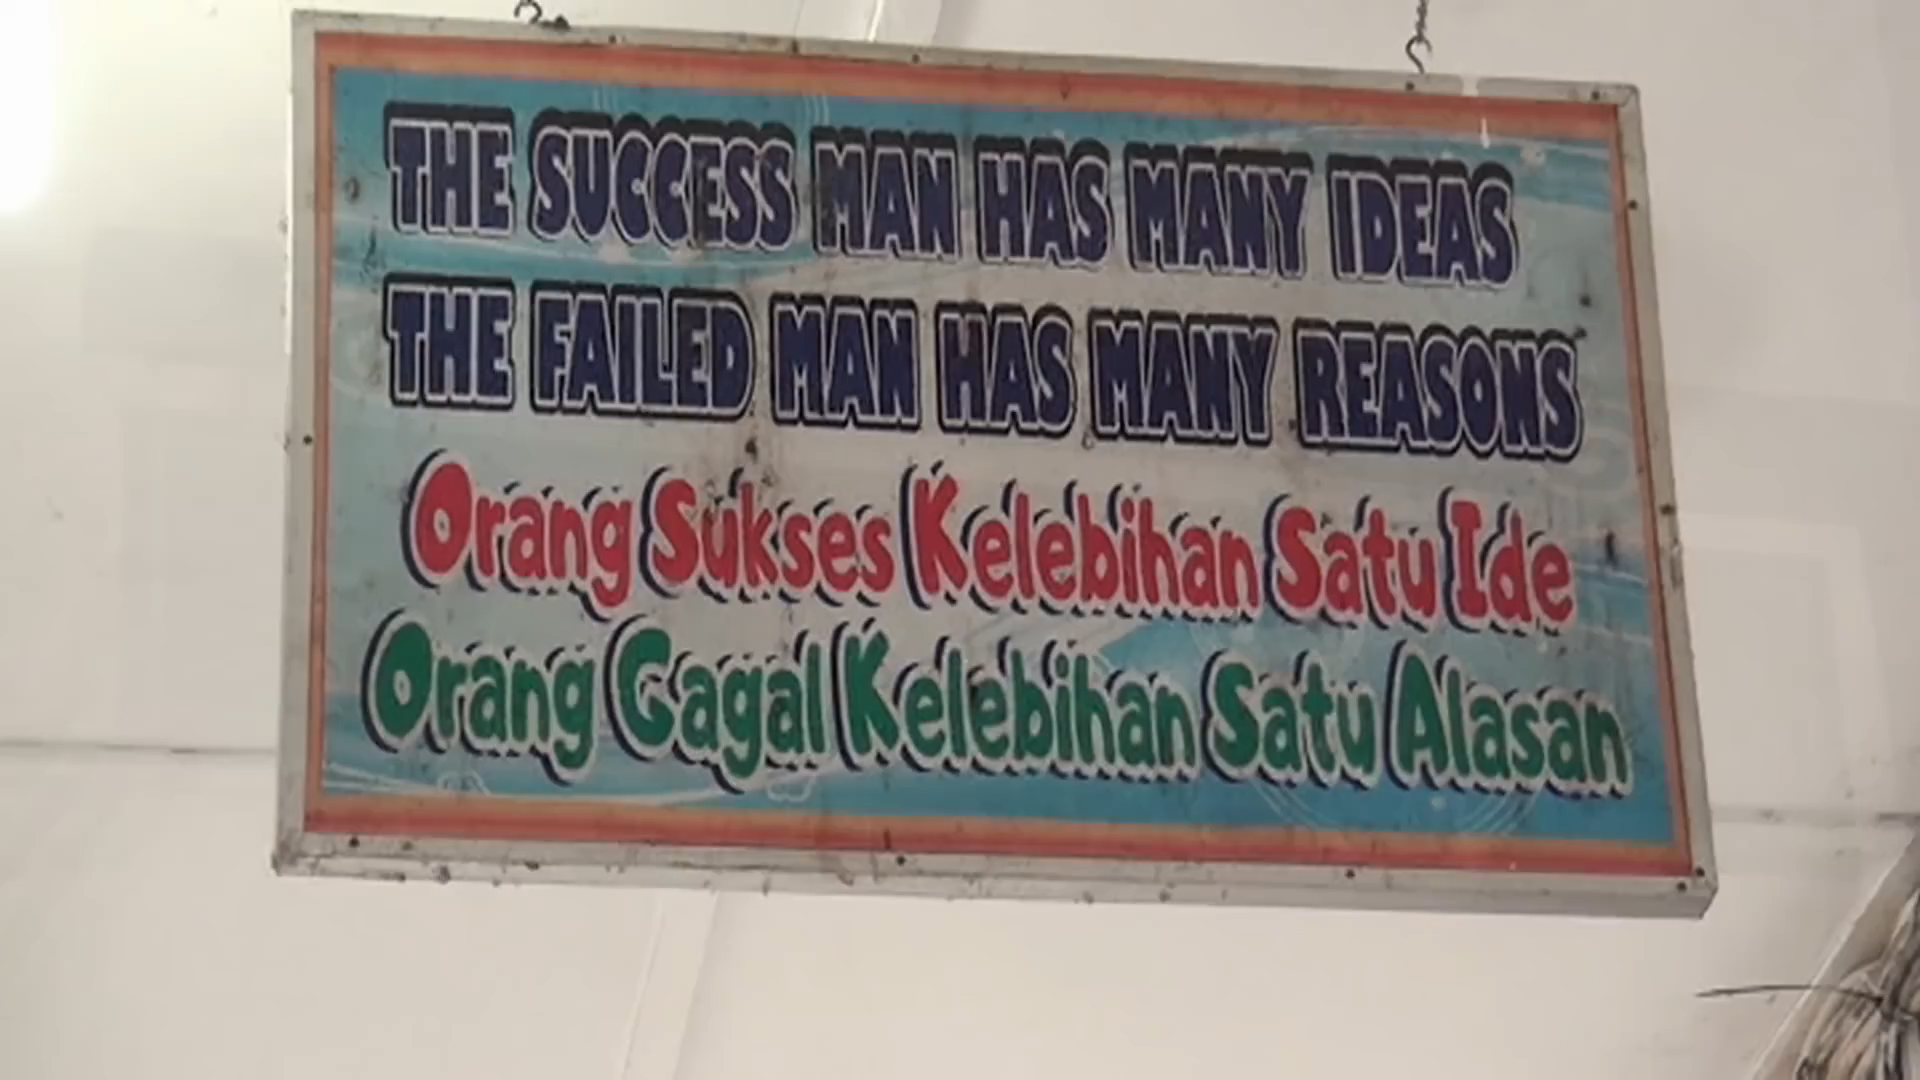 THE SUCCESS MAN HAS MANY IDEAS
THE FAILED MAN HAS MANY REASONS
Orang Sukses Kelebihan Satu Ide
Orang Gagal Kelebihan Satu Alasan